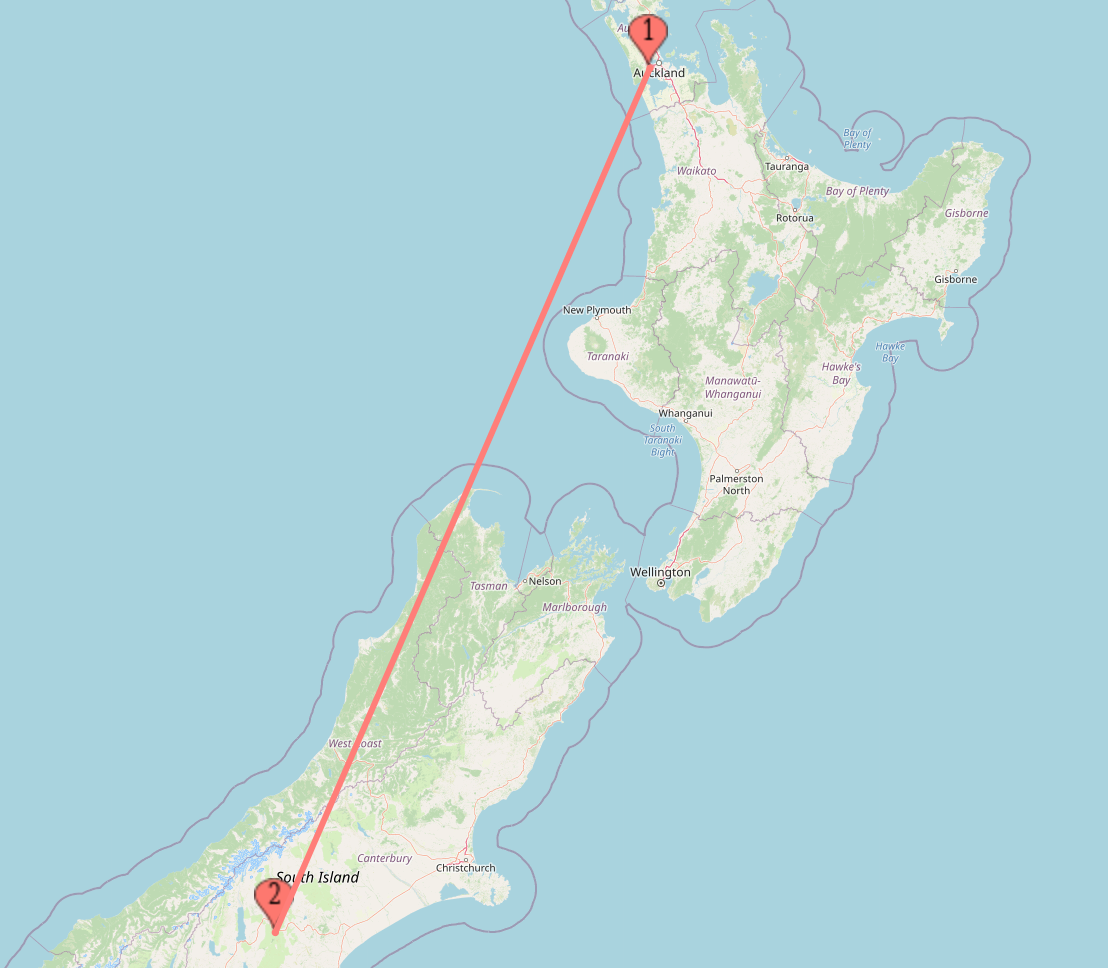 1
Auckland
Bay of
Plenty
Tauranga
Waikato
Bay of Plenty
Rotorua
Gisborne
Gisborne
New Plymouth
Hawke
Bay
Taranaki
Hawke's
Bay
Manawatū-
Whanganui
Whanganui
South
Taranaki
Bight
Palmerston
North
Wellington
Nelson
Tasman
Marlborough
West Coast
Canterbury
Christchurch
South Island
2